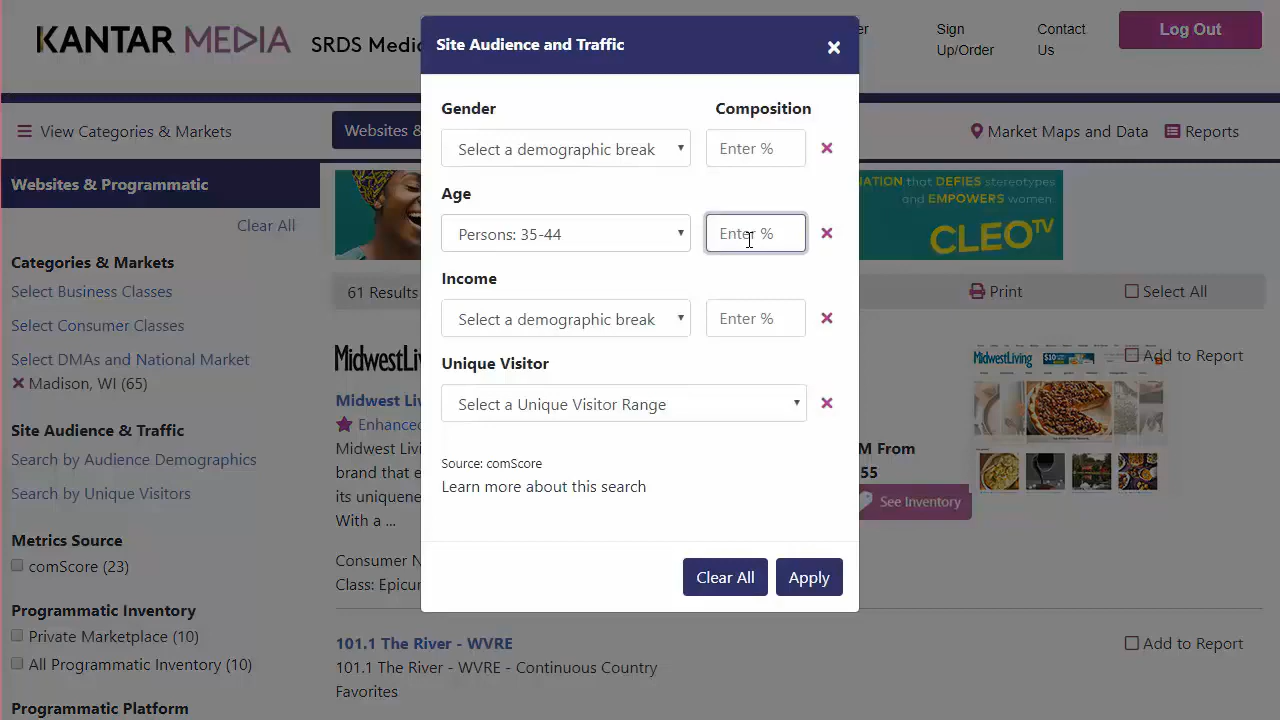 KANTAR MEDIA
SRDS Medi
er
Sign
Up/Order
Contact
Us
Log Out
View Categories & Markets
Websites &
Market Maps and Data
Reports
Websites & Programmatic
Clear All
Categories & Markets
Select Business Classes
Select Consumer Classes
Select DMAs and National Market
Madison, WI (65)
Site Audience & Traffic
Search by Audience Demographics
Search by Unique Visitors
Metrics Source
comScore (23)
Programmatic Inventory
Private Marketplace (10)
All Programmatic Inventory (10)
Programmatic Platform
Site Audience and Traffic
Gender
Composition
Select a demographic break
Enter %
Age
Persons: 35-44
Enter %
Income
Select a demographic break
Enter %
Unique Visitor
Select a Unique Visitor Range
Source: comScore
Learn more about this search
Clear All
Apply
NATION that DEFIES stereotypes
and EMPOWERS women.
CLEOTV
61 Results
Print
Select All
MidwestLiving
Midwest Li
Enhanced
Midwest Li
brand that e
its uniquene
With a ...
Consumer N
Class: Epicur
M From
55
See Inventory
MidwestLiving
Add to Report
101.1 The River - WVRE
Add to Report
101.1 The River - WVRE - Continuous Country
Favorites